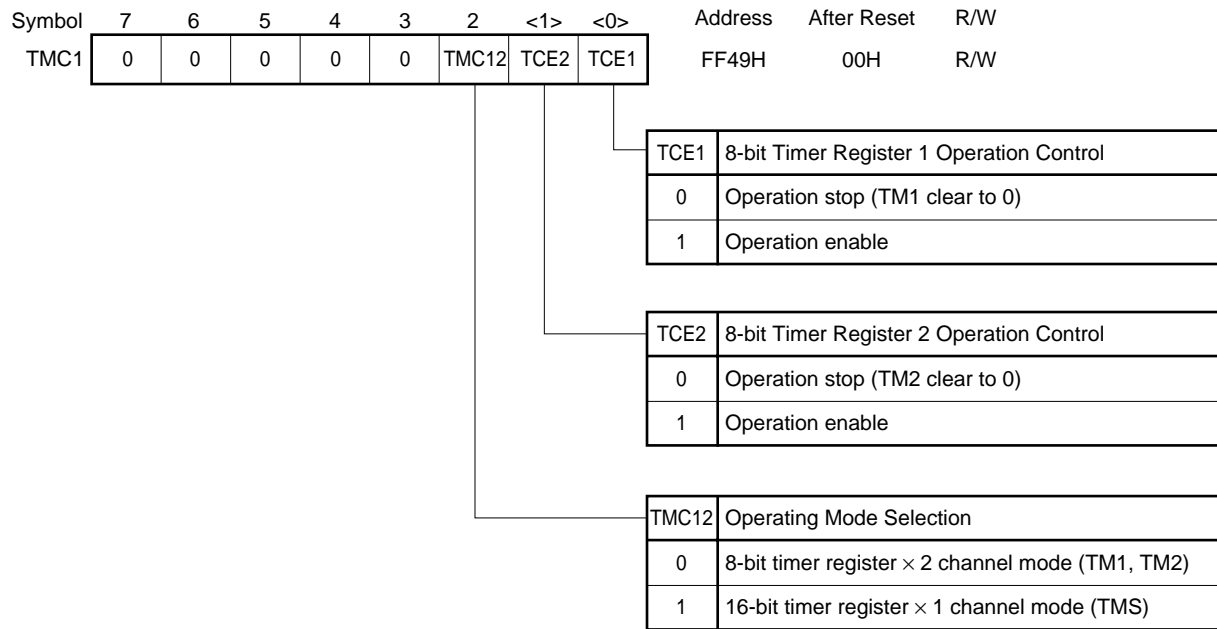 Symbol 7 6 5 4 3 2 <1> <0> Address After Reset R/W
TMC1 0 0 0 0 0 TMC12 TCE2 TCE1 FF49H 00H R/W
TCE1 8-bit Timer Register 1 Operation Control
0 Operation stop (TM1 clear to 0)
1 Operation enable
TCE2 8-bit Timer Register 2 Operation Control
0 Operation stop (TM2 clear to 0)
1 Operation enable
TMC12 Operating Mode Selection
0 8-bit timer register × 2 channel mode (TM1, TM2)
1 16-bit timer register × 1 channel mode (TMS)